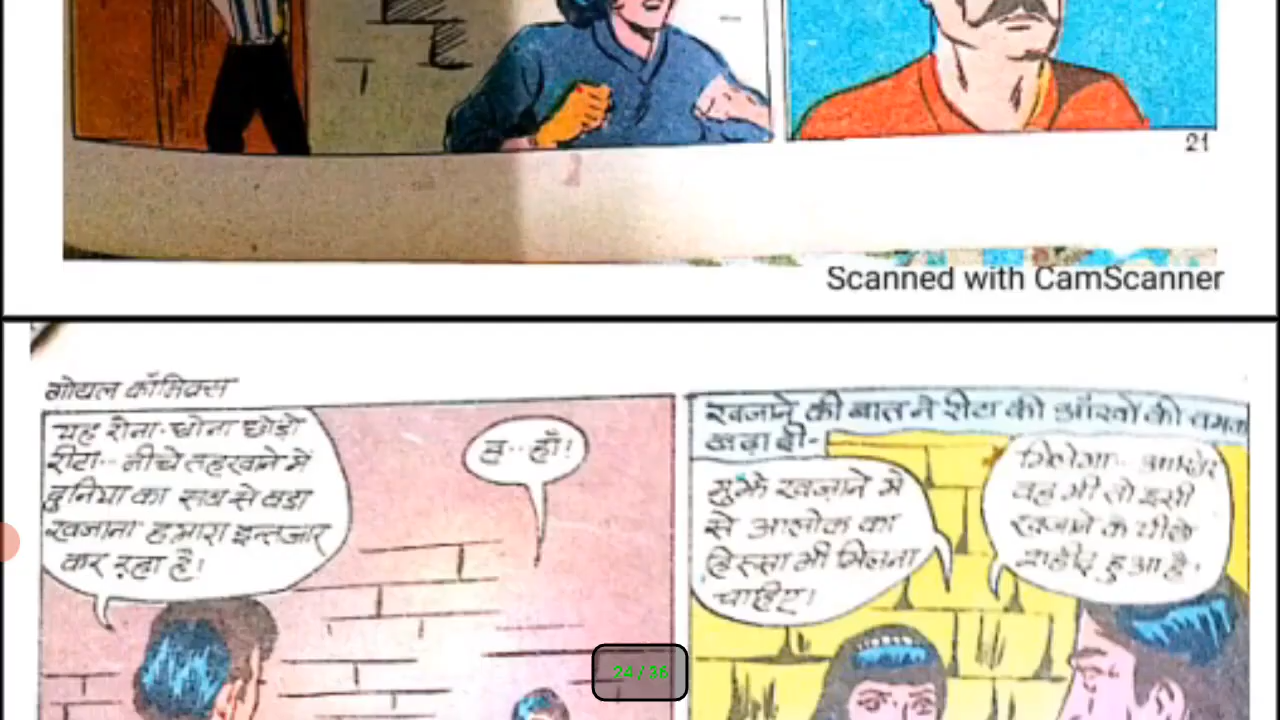 21
Scanned with CamScanner
गोयल कॉमिक्स
यह रोना-धोना छोड़ो
रीटा-- नीचे तहखाने में
दुनिया का सब से बड़ा
खजाना हमारा इन्तजार
कर रहा है!
ह--हाँ!
खजाने की बात ने रीटा की आँखों की चमक
बढ़ा दी-
मुझे खज़ाने में
से आलोक का
हिस्सा भी मिलना
चाहिए!
मिलेगा-- आखिर
वह भी तो इसी
खजाने के पीछे
शहीद हुआ है.
24 / 36